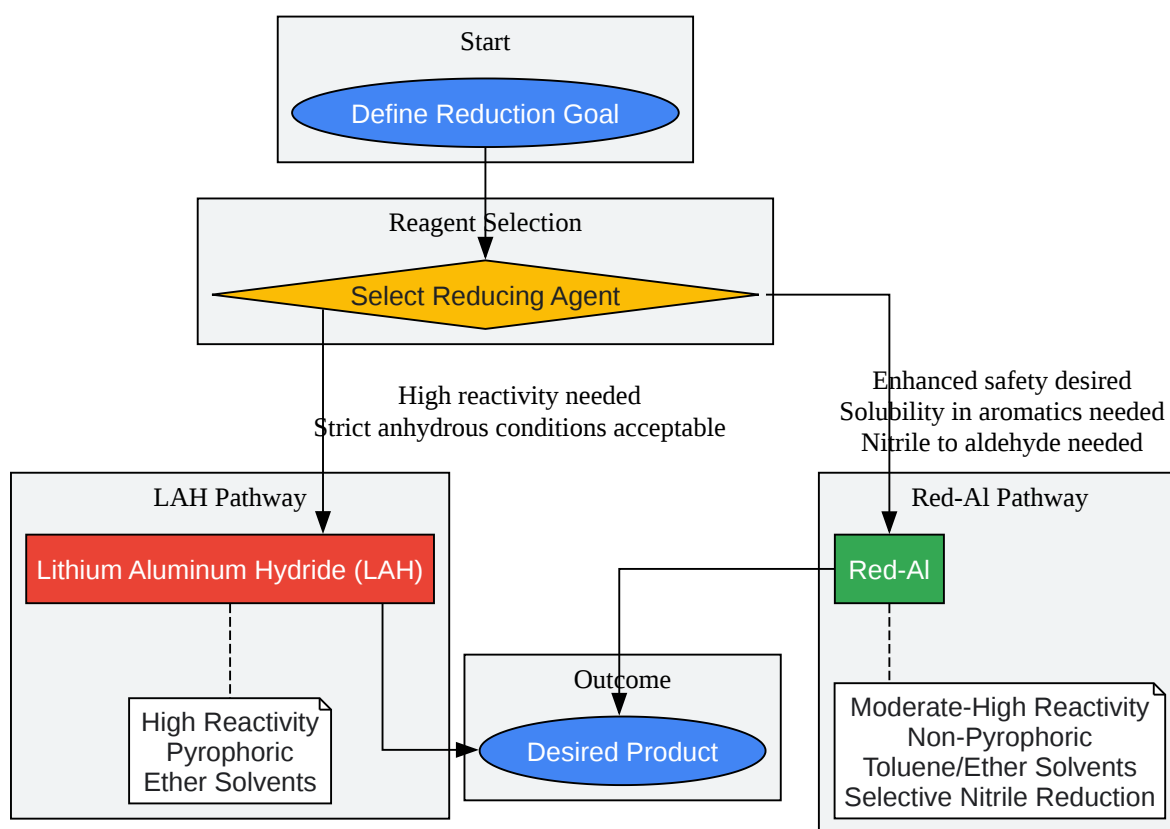 Start
Define Reduction Goal
Reagent Selection
Select Reducing Agent
High reactivity needed
Strict anhydrous conditions acceptable
Enhanced safety desired
Solubility in aromatics needed
Nitrile to aldehyde needed
LAH Pathway
Lithium Aluminum Hydride (LAH)
High Reactivity
Pyrophoric
Ether Solvents
Red-Al Pathway
Red-Al
Moderate-High Reactivity
Non-Pyrophoric
Toluene/Ether Solvents
Selective Nitrile Reduction
Outcome
Desired Product